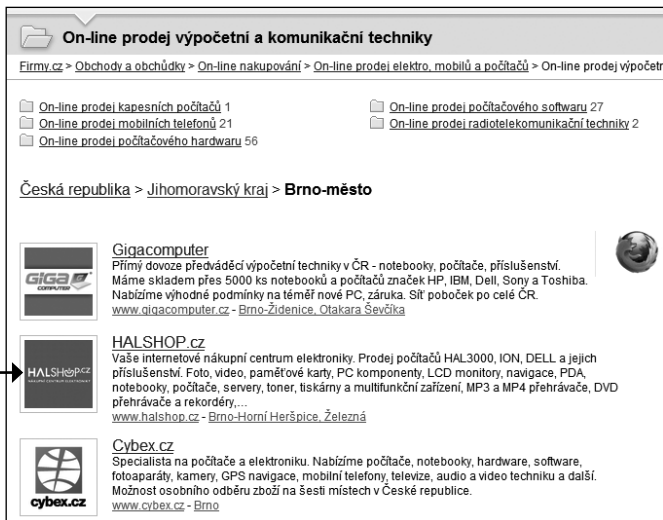 On-line prodej výpočetní a komunikační techniky
Firmy.cz > Obchody a obchůdky > On-line nakupování > On-line prodej elektro, mobilů a počítačů > On-line prodej výpočetn
On-line prodej kapesních počítačů 1
On-line prodej mobilních telefonů 21
On-line prodej počítačového hardwaru 56
On-line prodej počítačového softwaru 27
On-line prodej radiotelekomunikační techniky 2
Česká republika > Jihomoravský kraj > Brno-město
GIGA
COMPUTER
Gigacomputer
Přímý dovoze předváděcí výpočetní techniky v ČR - notebooky, počítače, příslušenství.
Máme skladem přes 5000 ks notebooků a počítačů značek HP, IBM, Dell, Sony a Toshiba.
Nabízíme výhodné podmínky na téměř nové PC, záruka. Síť poboček po celé ČR.
www.gigacomputer.cz - Brno-Židenice, Otakara Ševčíka
HALSHOP.CZ
NÁKUPNÍ CENTRUM ELEKTRONIKY
HALSHOP.cz
Vaše internetové nákupní centrum elektroniky. Prodej počítačů HAL3000, ION, DELL a jejich
příslušenství. Foto, video, paměťové karty, PC komponenty, LCD monitory, navigace, PDA,
notebooky, počítače, servery, toner, tiskárny a multifunkční zařízení, MP3 a MP4 přehrávače, DVD
přehrávače a rekordéry,...
www.halshop.cz - Brno-Horní Heršpice, Železná
cybex.cz
Cybex.cz
Specialista na počítače a elektroniku. Nabízíme počítače, notebooky, hardware, software,
fotoaparáty, kamery, GPS navigace, mobilní telefony, televize, audio a video techniku a další.
Možnost osobního odběru zboží na šesti místech v České republice.
www.cybex.cz - Brno